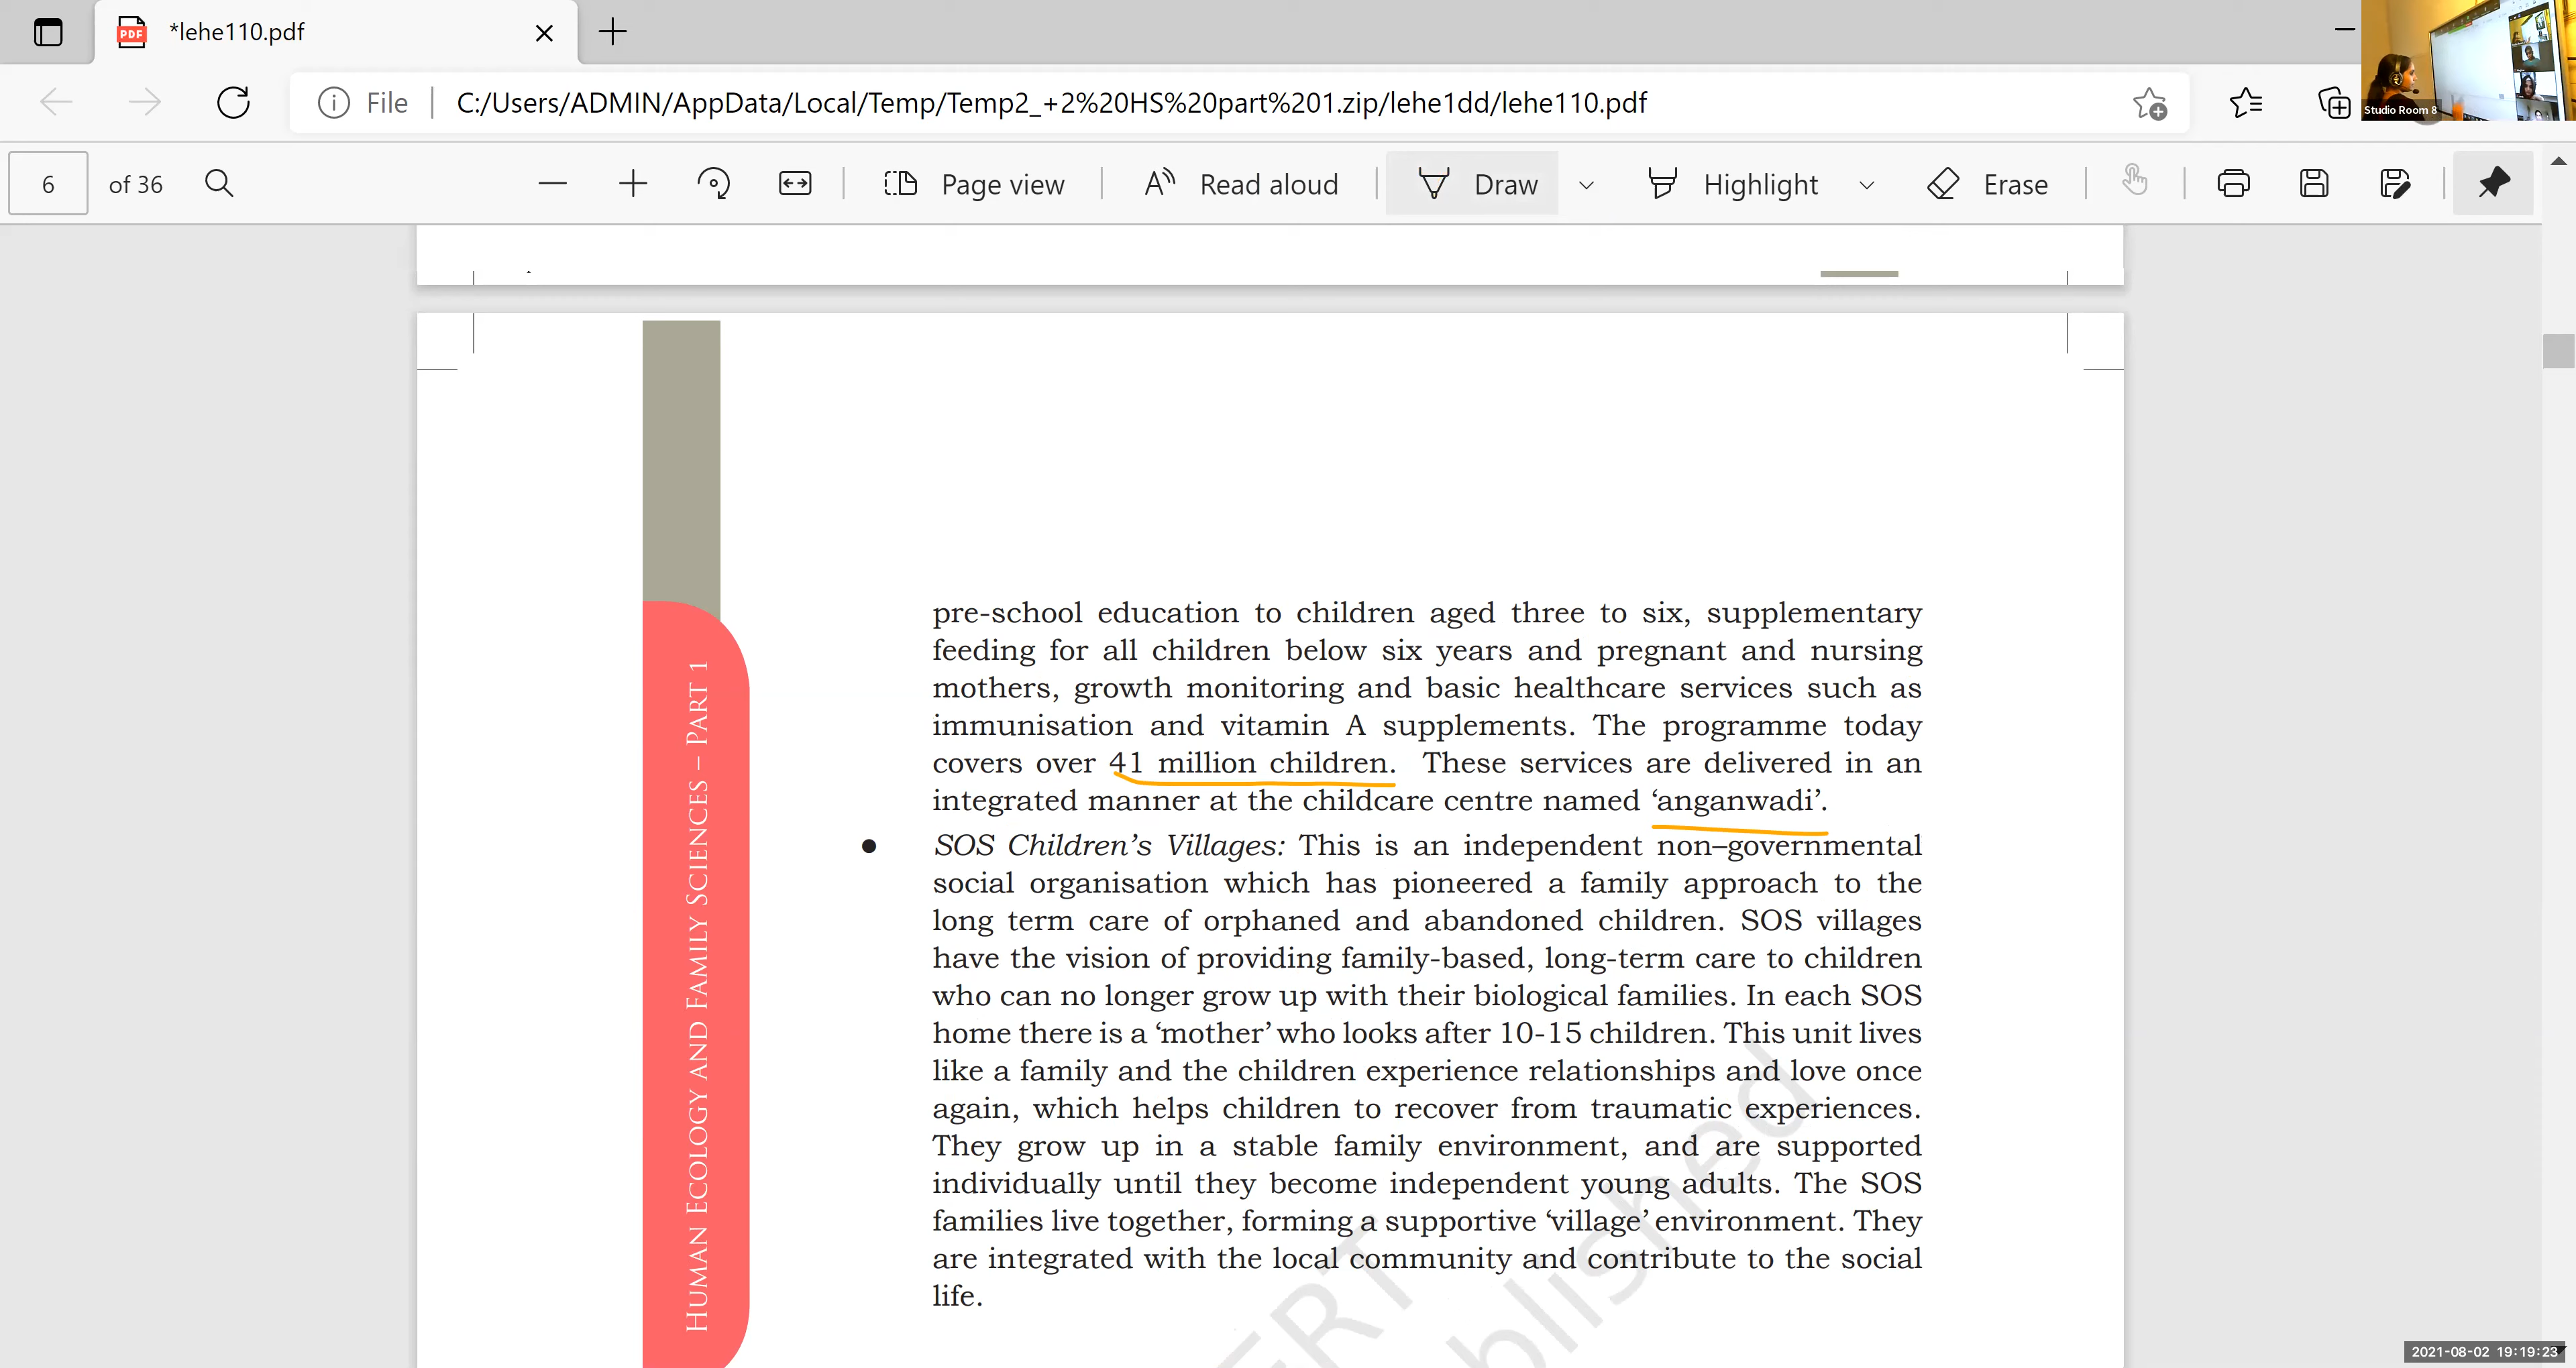 *lehe110.pdf
File
C:/Users/ADMIN/AppData/Local/Temp/Temp2_+2%20HS%20part%201.zip/lehe1dd/lehe110.pdf
Studio Room 8
6 of 36
Page view
Read aloud
Draw
Highlight
Erase
HUMAN ECOLOGY AND FAMILY SCIENCES – PART 1
pre-school education to children aged three to six, supplementary
feeding for all children below six years and pregnant and nursing
mothers, growth monitoring and basic healthcare services such as
immunisation and vitamin A supplements. The programme today
covers over 41 million children. These services are delivered in an
integrated manner at the childcare centre named ‘anganwadi’.
● SOS Children’s Villages: This is an independent non–governmental
social organisation which has pioneered a family approach to the
long term care of orphaned and abandoned children. SOS villages
have the vision of providing family-based, long-term care to children
who can no longer grow up with their biological families. In each SOS
home there is a ‘mother’ who looks after 10-15 children. This unit lives
like a family and the children experience relationships and love once
again, which helps children to recover from traumatic experiences.
They grow up in a stable family environment, and are supported
individually until they become independent young adults. The SOS
families live together, forming a supportive ‘village’ environment. They
are integrated with the local community and contribute to the social
life.
2021-08-02 19:19:23